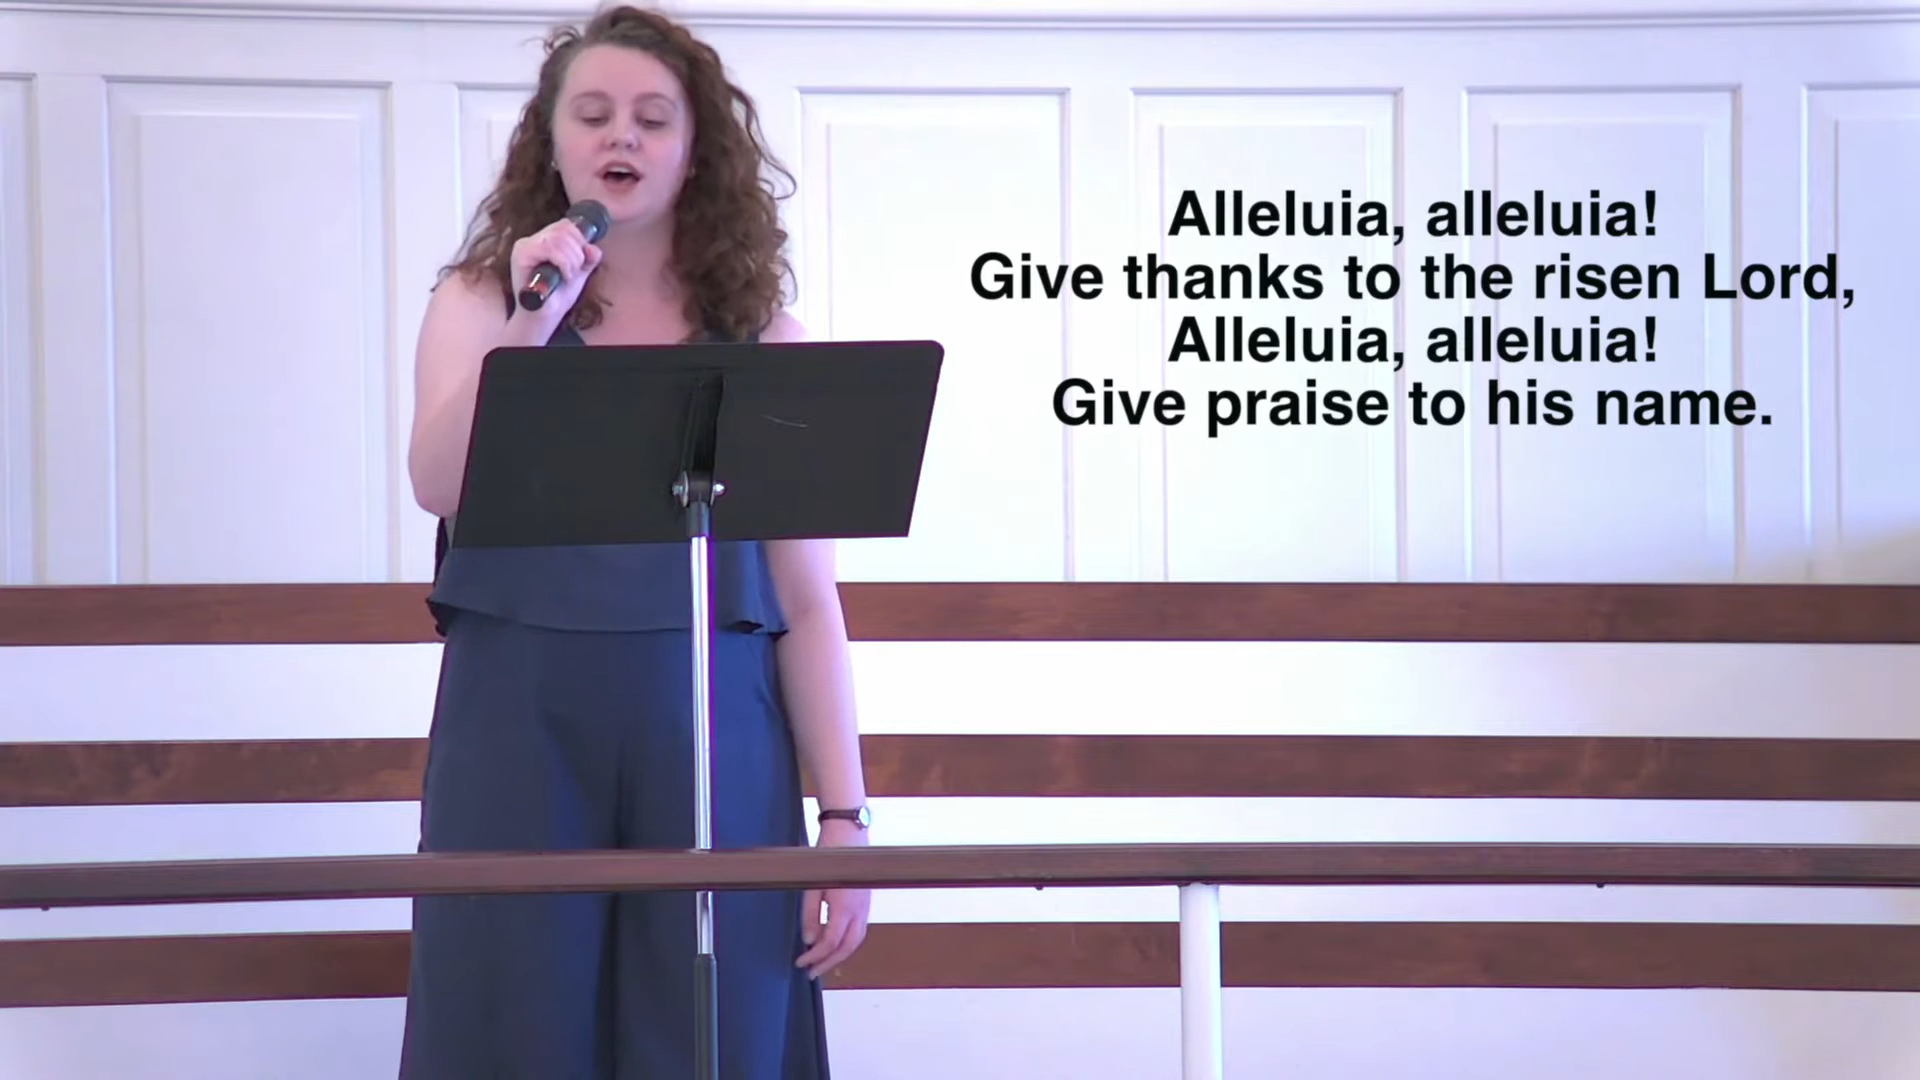 Alleluia, alleluia!
Give thanks to the risen Lord,
Alleluia, alleluia!
Give praise to his name.